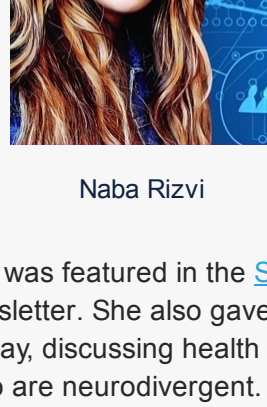 Naba Rizvi
was featured in the S
sletter. She also gave
ay, discussing health
o are neurodivergent.